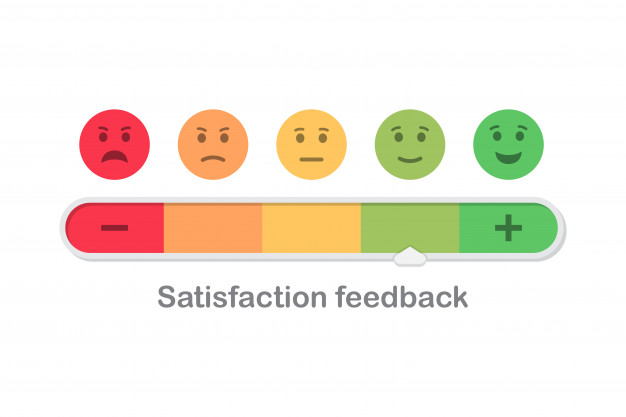 − +
Satisfaction feedback